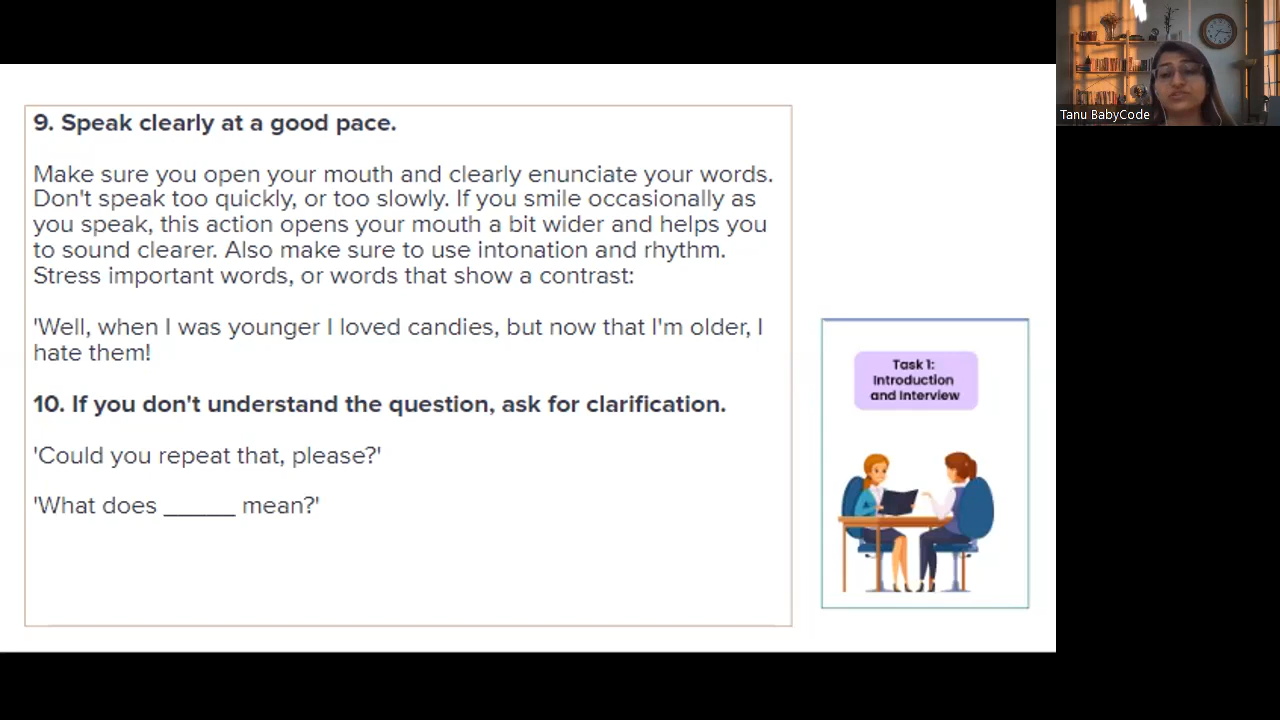 9. Speak clearly at a good pace.
Make sure you open your mouth and clearly enunciate your words.
Don't speak too quickly, or too slowly. If you smile occasionally as
you speak, this action opens your mouth a bit wider and helps you
to sound clearer. Also make sure to use intonation and rhythm.
Stress important words, or words that show a contrast:
'Well, when I was younger I loved candies, but now that I'm older, I
hate them!
10. If you don't understand the question, ask for clarification.
'Could you repeat that, please?'
'What does ______ mean?'
Task 1:
Introduction
and Interview
Tanu BabyCode